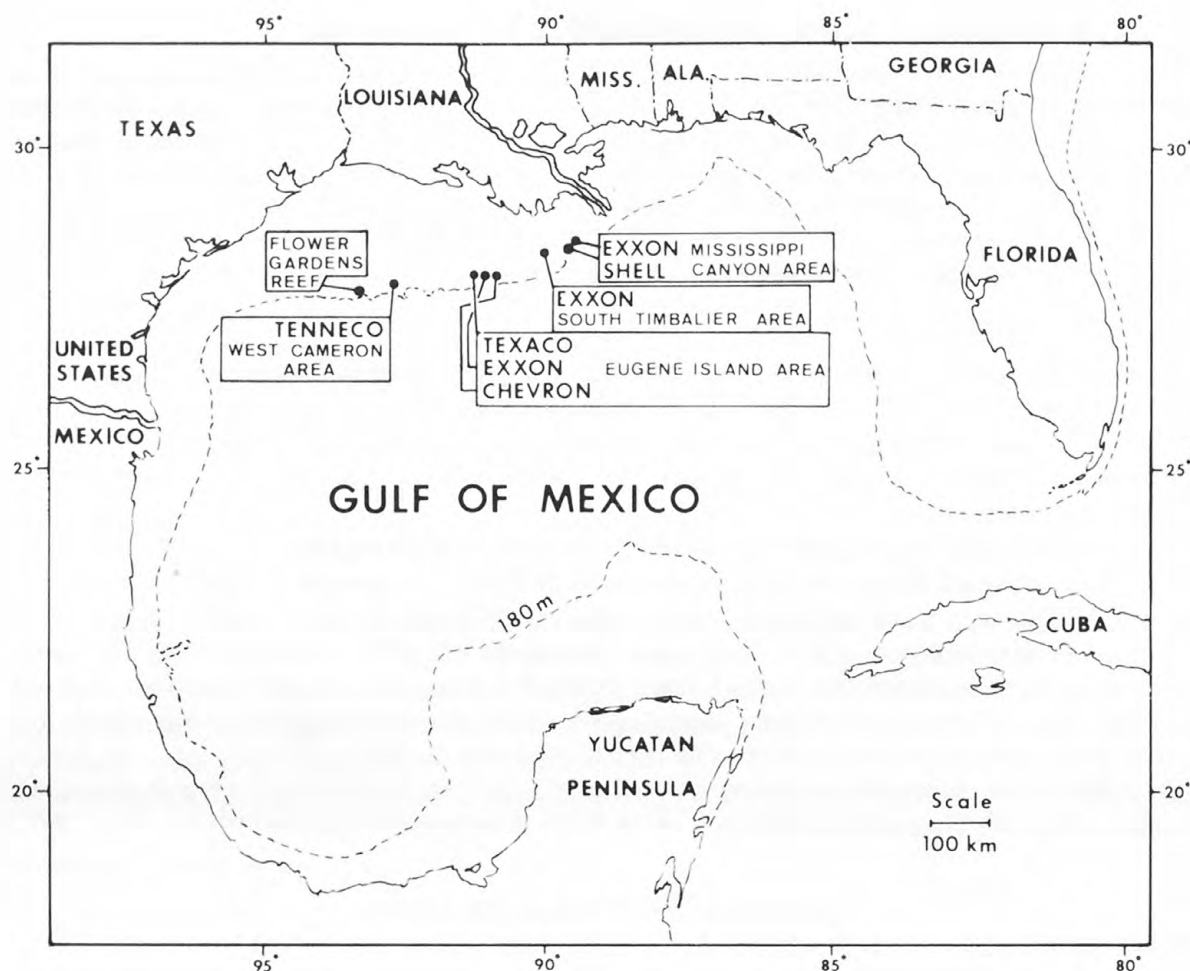 95° 90° 85° 80°
GEORGIA
MISS. ALA.
LOUISIANA
TEXAS
30° 30°
FLOWER
GARDENS
REEF
EXXON MISSISSIPPI
SHELL CANYON AREA
FLORIDA
EXXON
SOUTH TIMBALIER AREA
TENNECO
WEST CAMERON
AREA
TEXACO
EXXON EUGENE ISLAND AREA
CHEVRON
UNITED
STATES
MEXICO
25° 25°
GULF OF MEXICO
180 m
CUBA
YUCATAN
PENINSULA
20° 20°
Scale
100 km
95° 90° 85° 80°